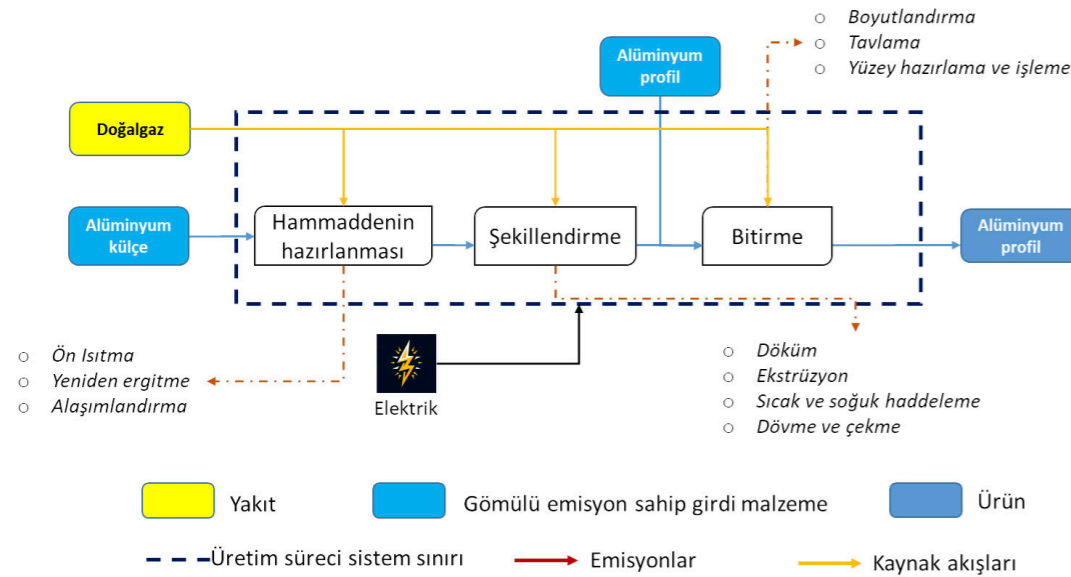 Boyutlandırma
Tavlama
Yüzey hazırlama ve işleme
Alüminyum
profil
Doğalgaz
Alüminyum
külçe
Hammaddenin
hazırlanması
Şekillendirme
Bitirme
Alüminyum
profil
Ön Isıtma
Yeniden ergitme
Alaşımlandırma
Elektrik
Döküm
Ekstrüzyon
Sıcak ve soğuk haddeleme
Dövme ve çekme
Yakıt
Gömülü emisyon sahip girdi malzeme
Ürün
Üretim süreci sistem sınırı
Emisyonlar
Kaynak akışları